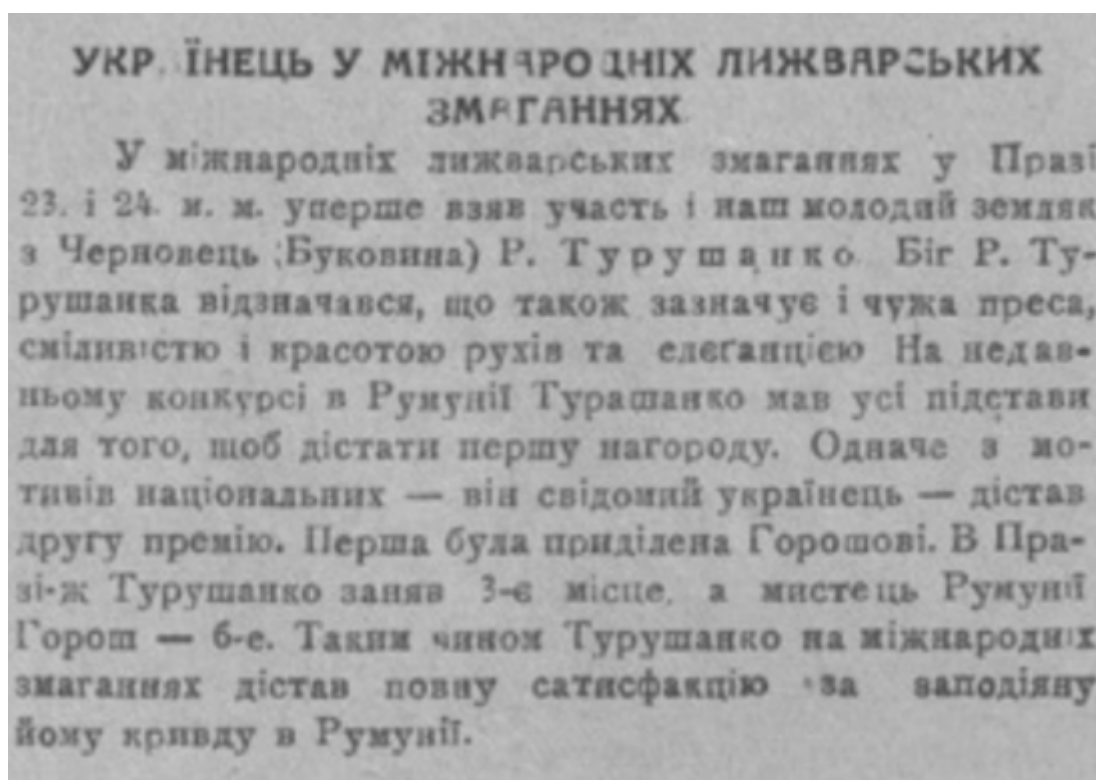 УКРАЇНЕЦЬ У МІЖНАРОДНІХ ЛИЖВАРСЬКИХ
ЗМАГАННЯХ
У міжнародніх лижварських змаганнях у Празі
23. і 24. м. м. уперше взяв участь і наш молодий земляк
з Черновець (Буковина) Р. Турушанко. Біг Р. Ту-
рушанка відзначався, що також зазначує і чужа преса,
сміливістю і красотою рухів та елєґанцією На недав-
ньому конкурсі в Румунії Турашанко мав усі підстави
для того, щоб дістати першу нагороду. Одначе з мо-
тивів національних — він свідомий українець — дістав
другу премію. Перша була приділена Горошові. В Пра-
зі-ж Турушанко заняв 3-є місце, а мистець Румунії
Горош — 6-е. Таким чином Турушанко на міжнародніх
змаганнях дістав повну сатисфакцію за заподіяну
йому кривду в Румунії.